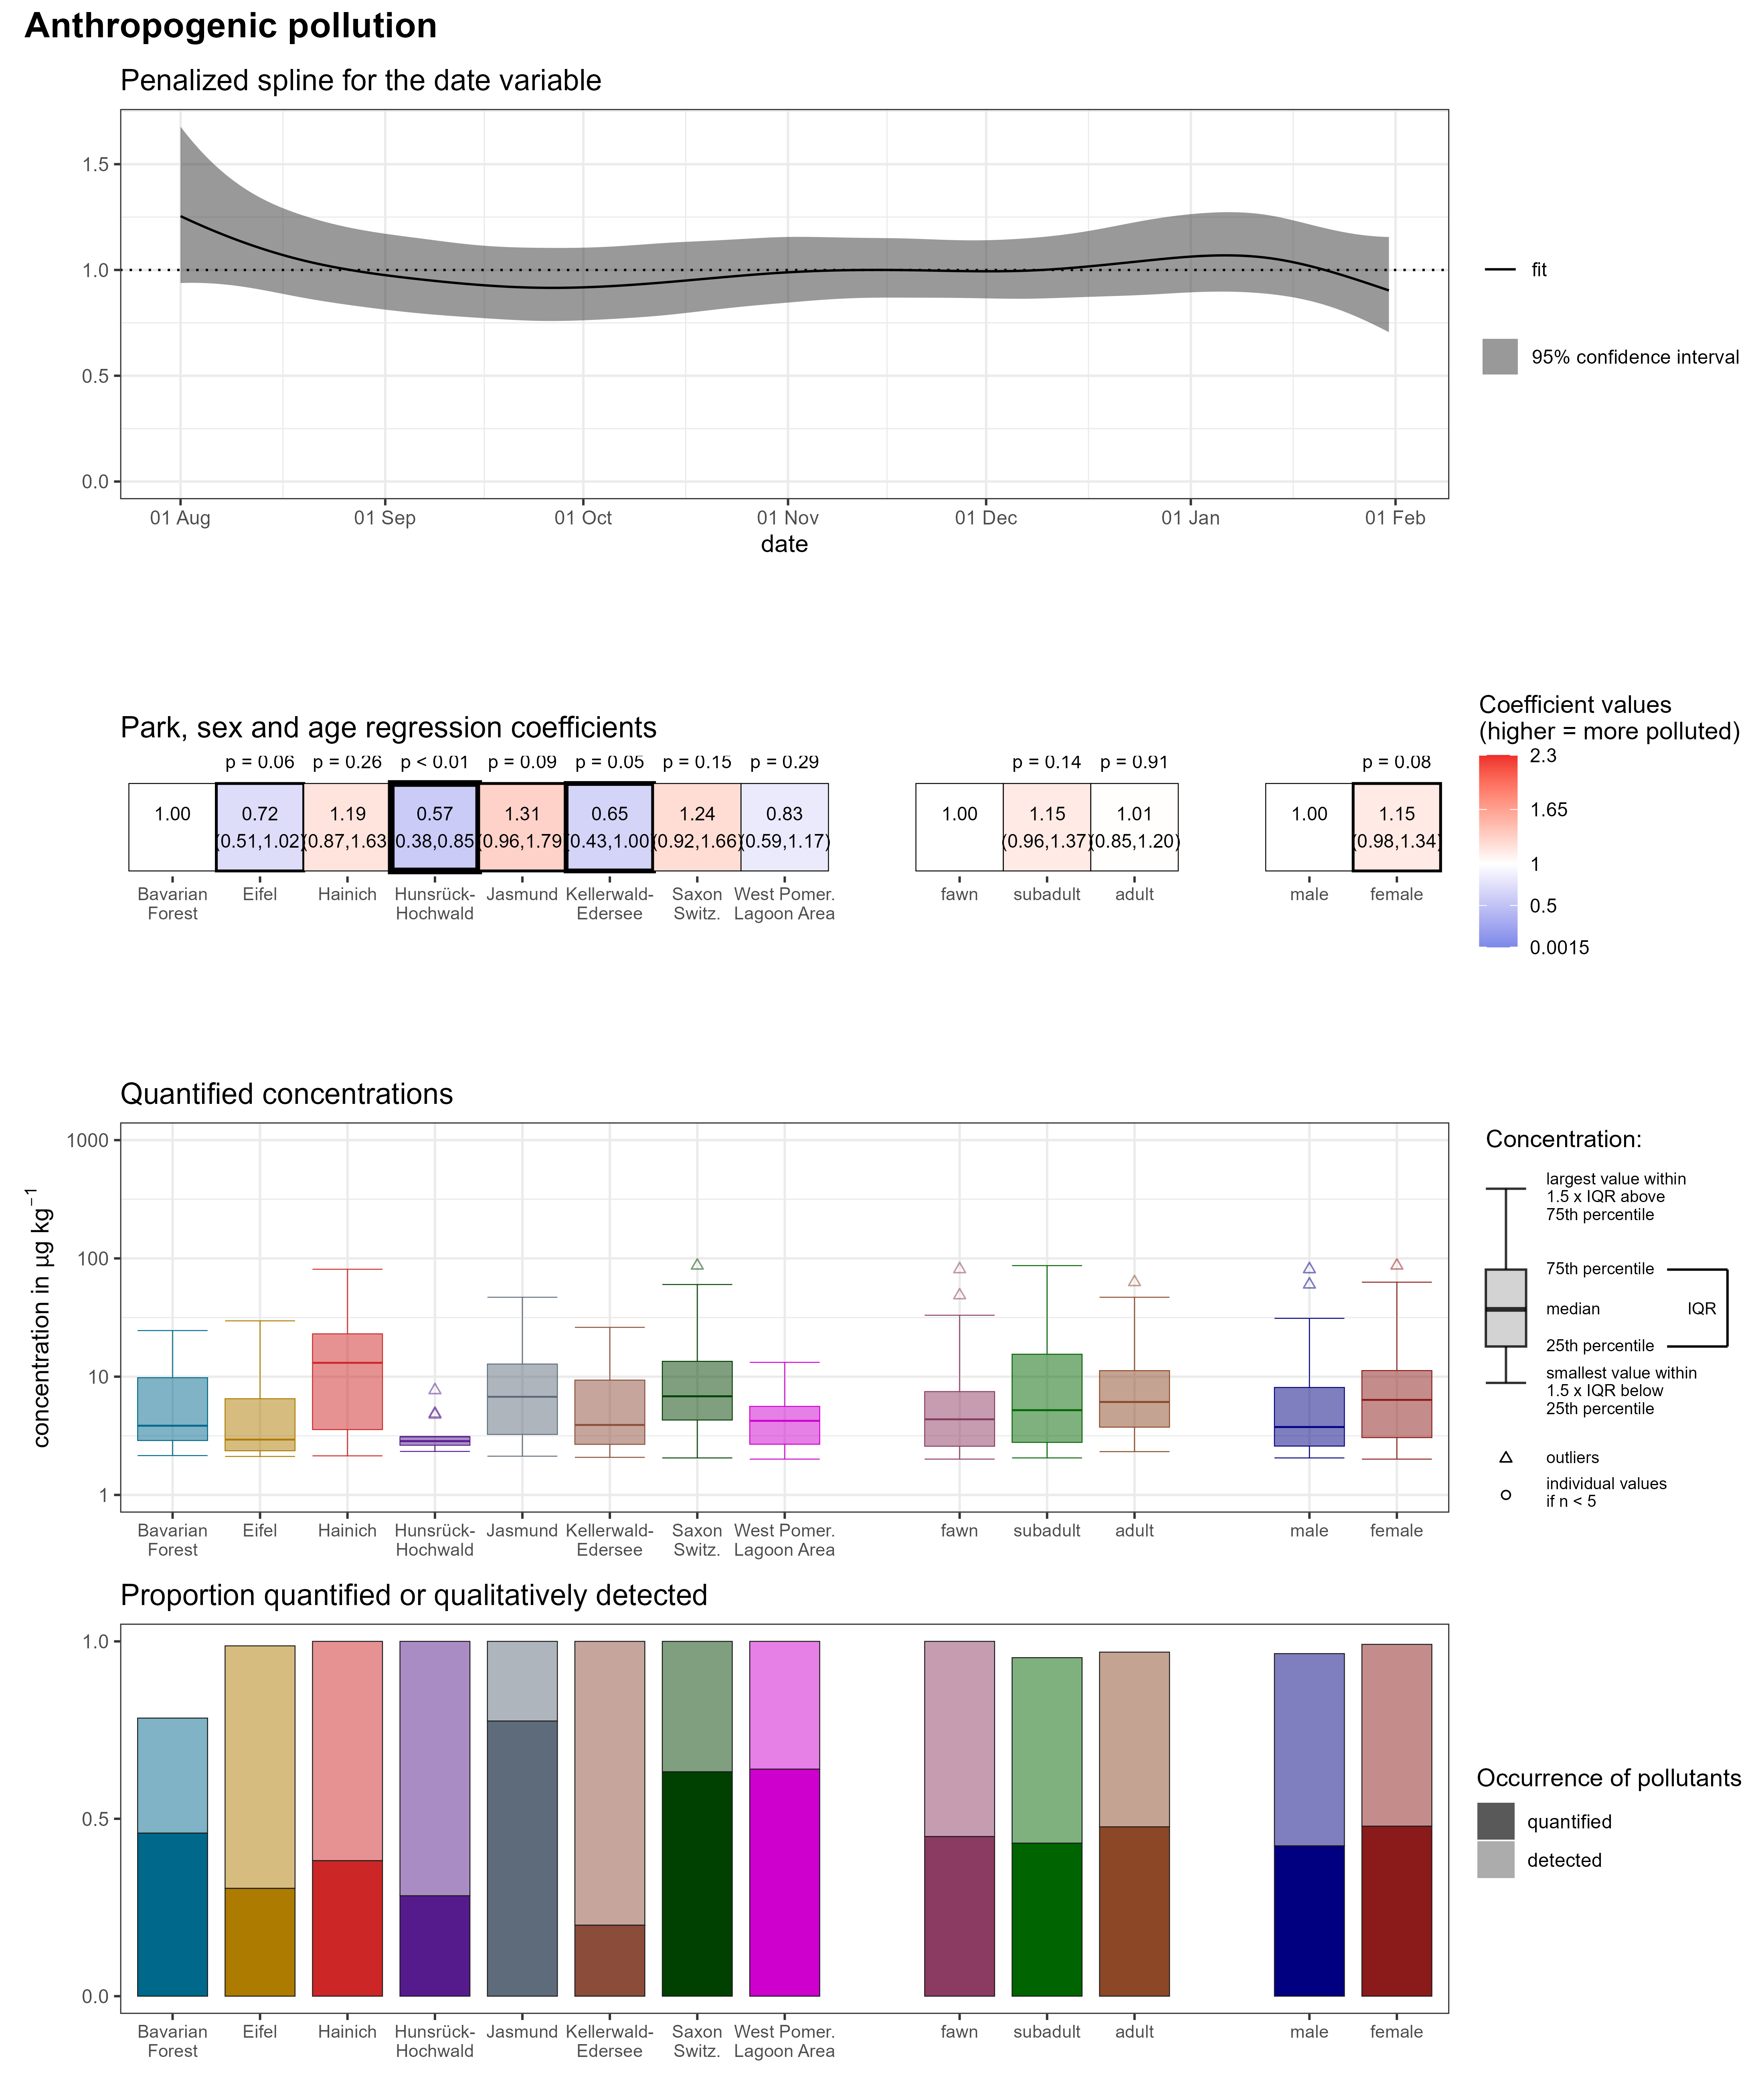 Anthropogenic pollution
Penalized spline for the date variable
1.5
1.0
0.5
0.0
01 Aug 01 Sep 01 Oct 01 Nov 01 Dec 01 Jan 01 Feb
date
fit
95% confidence interval
Park, sex and age regression coefficients
p = 0.06 p = 0.26 p < 0.01 p = 0.09 p = 0.05 p = 0.15 p = 0.29 p = 0.14 p = 0.91 p = 0.08
1.00 0.72 1.19 0.57 1.31 0.65 1.24 0.83 1.00 1.15 1.01 1.00 1.15
(0.51,1.02) (0.87,1.63) (0.38,0.85) (0.96,1.79) (0.43,1.00) (0.92,1.66) (0.59,1.17) (0.96,1.37) (0.85,1.20) (0.98,1.34)
Bavarian Eifel Hainich Hunsrück- Jasmund Kellerwald- Saxon West Pomer. fawn subadult adult male female
Forest Hochwald Edersee Switz. Lagoon Area
Coefficient values
(higher = more polluted)
2.3
1.65
1
0.5
0.0015
Quantified concentrations
concentration in µg kg⁻¹
1000
100
10
1
Bavarian Eifel Hainich Hunsrück- Jasmund Kellerwald- Saxon West Pomer. fawn subadult adult male female
Forest Hochwald Edersee Switz. Lagoon Area
Concentration:
largest value within
1.5 x IQR above
75th percentile
75th percentile
median IQR
25th percentile
smallest value within
1.5 x IQR below
25th percentile
outliers
individual values
if n < 5
Proportion quantified or qualitatively detected
1.0
0.5
0.0
Bavarian Eifel Hainich Hunsrück- Jasmund Kellerwald- Saxon West Pomer. fawn subadult adult male female
Forest Hochwald Edersee Switz. Lagoon Area
Occurrence of pollutants
quantified
detected